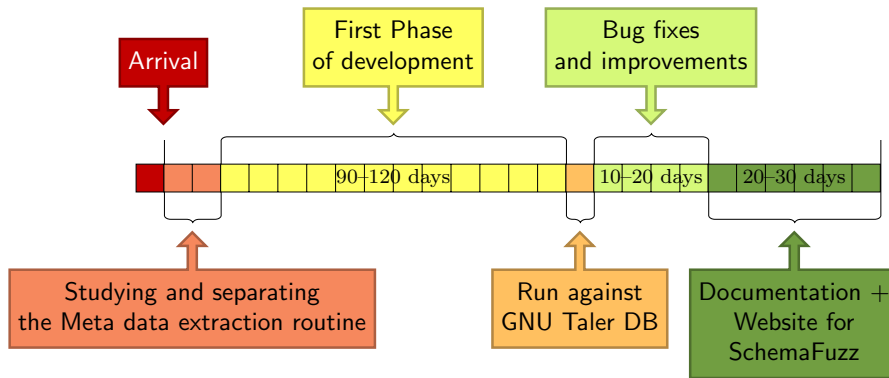 First Phase
of development
Bug fixes
and improvements
Arrival
90–120 days
10–20 days
20–30 days
Studying and separating
the Meta data extraction routine
Run against
GNU Taler DB
Documentation +
Website for
SchemaFuzz